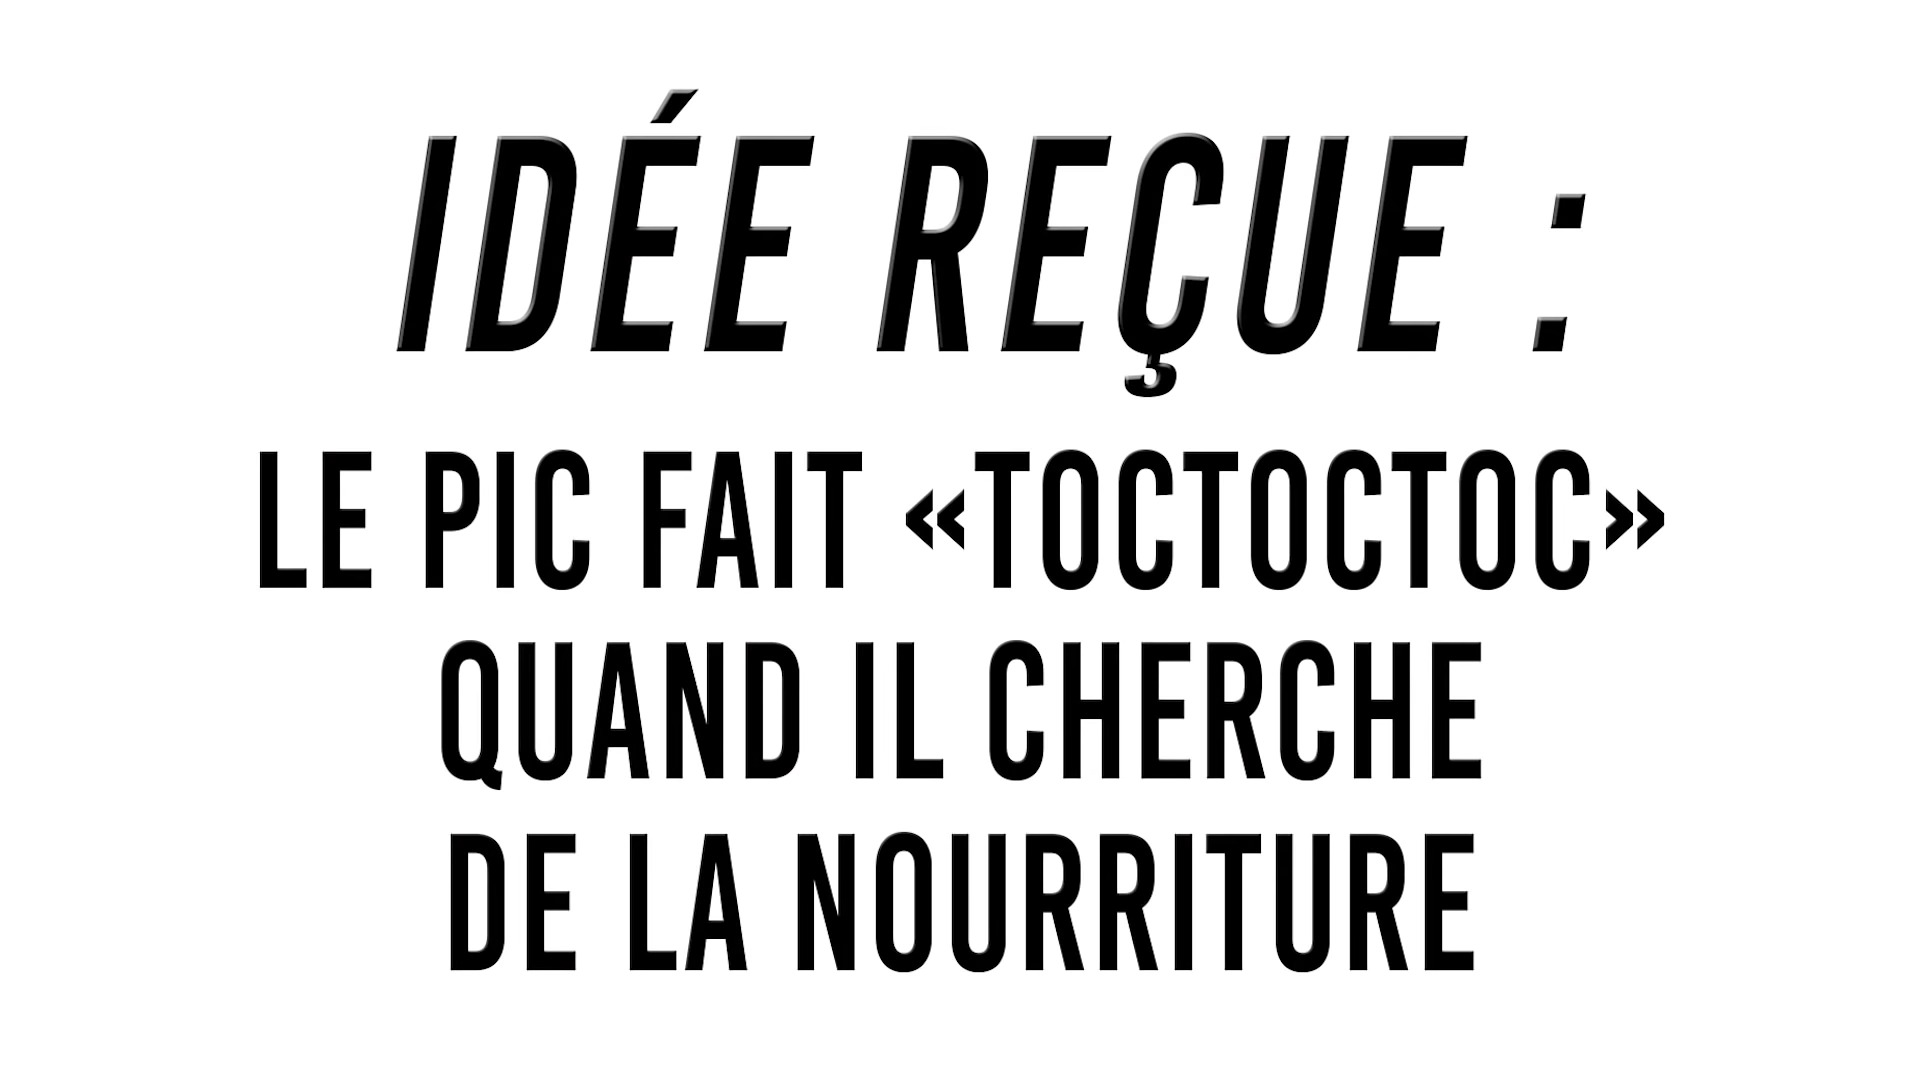 IDÉE REÇUE :
LE PIC FAIT «TOCTOCTOC»
QUAND IL CHERCHE
DE LA NOURRITURE